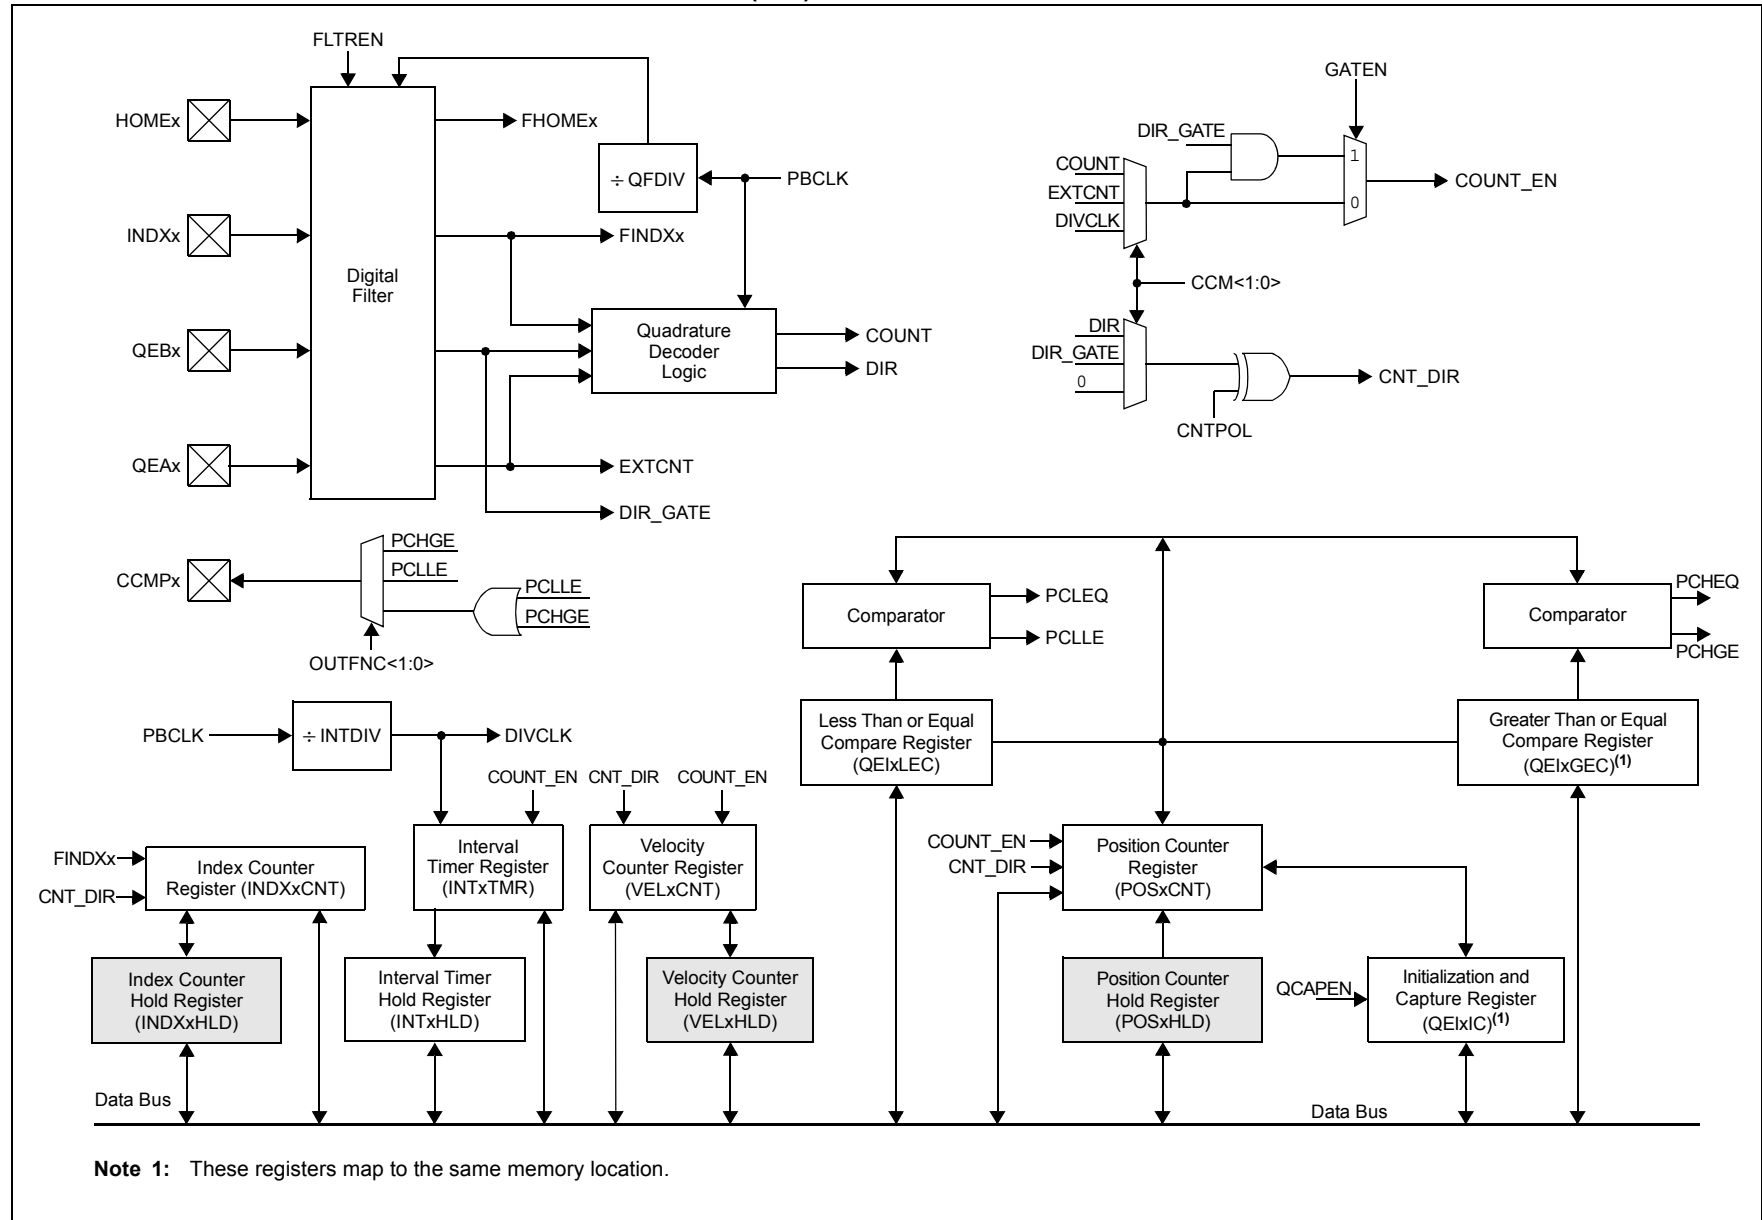 FLTREN
HOMEx
FHOMEx
÷ QFDIV
PBCLK
INDXx
FINDXx
Digital
Filter
QEBx
Quadrature
Decoder
Logic
COUNT
DIR
QEAx
EXTCNT
DIR_GATE
GATEN
DIR_GATE
COUNT
EXTCNT
DIVCLK
1
0
COUNT_EN
CCM<1:0>
DIR
DIR_GATE
0
CNT_DIR
CNTPOL
CCMPx
PCHGE
PCLLE
PCLLE
PCHGE
OUTFNC<1:0>
Comparator
PCLEQ
PCLLE
Comparator
PCHEQ
PCHGE
PBCLK
÷ INTDIV
DIVCLK
Less Than or Equal
Compare Register
(QEIxLEC)
Greater Than or Equal
Compare Register
(QEIxGEC)(1)
COUNT_EN
CNT_DIR
COUNT_EN
FINDXx
CNT_DIR
Index Counter
Register (INDXxCNT)
Interval
Timer Register
(INTxTMR)
Velocity
Counter Register
(VELxCNT)
COUNT_EN
CNT_DIR
Position Counter
Register
(POSxCNT)
Index Counter
Hold Register
(INDXxHLD)
Interval Timer
Hold Register
(INTxHLD)
Velocity Counter
Hold Register
(VELxHLD)
Position Counter
Hold Register
(POSxHLD)
QCAPEN
Initialization and
Capture Register
(QEIxIC)(1)
Data Bus
Data Bus
Note 1: These registers map to the same memory location.